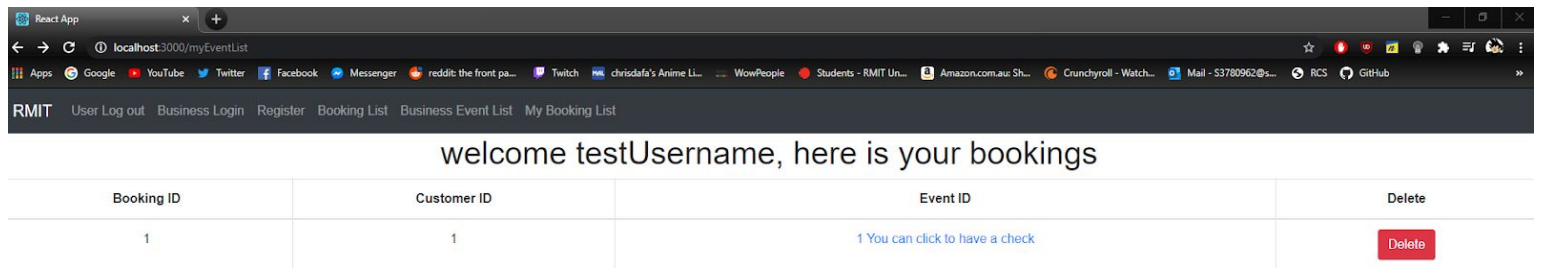 React App
localhost:3000/myEventList
Apps Google YouTube Twitter Facebook Messenger reddit: the front pa... Twitch chrisdafa's Anime Li... WowPeople Students - RMIT Un... Amazon.com.au: Sh... Crunchyroll - Watch... Mail - S3780962@s... RCS GitHub
RMIT User Log out Business Login Register Booking List Business Event List My Booking List
welcome testUsername, here is your bookings
Booking ID Customer ID Event ID Delete
1 1 1 You can click to have a check Delete